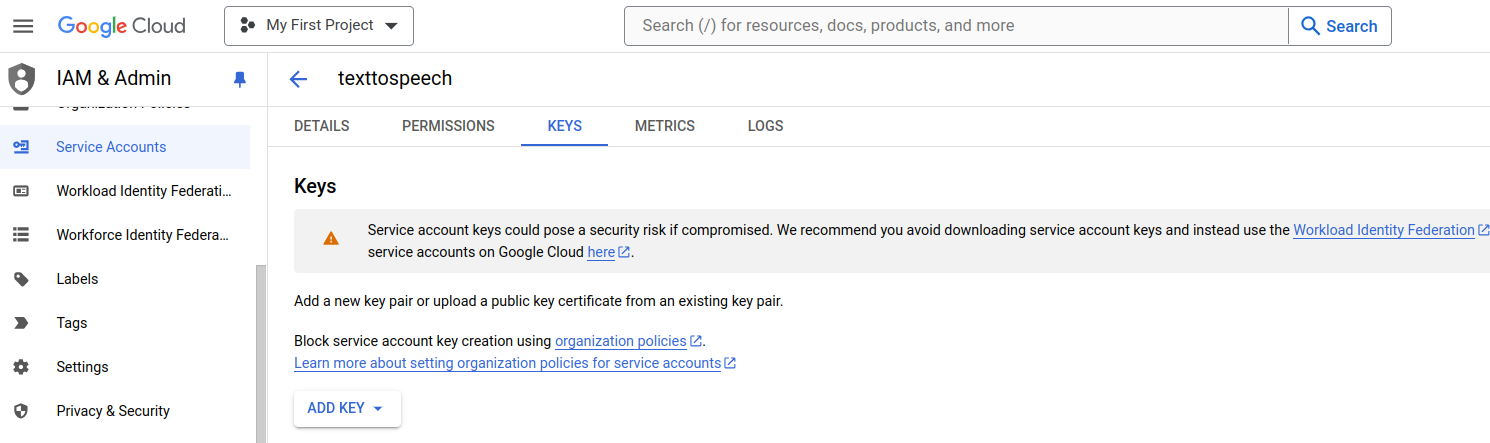 Google Cloud
My First Project
Search (/) for resources, docs, products, and more
Search
IAM & Admin
texttospeech
Organization Policies
Service Accounts
Workload Identity Federati...
Workforce Identity Federa...
Labels
Tags
Settings
Privacy & Security
DETAILS PERMISSIONS KEYS METRICS LOGS
Keys
Service account keys could pose a security risk if compromised. We recommend you avoid downloading service account keys and instead use the Workload Identity Federation
service accounts on Google Cloud here.
Add a new key pair or upload a public key certificate from an existing key pair.
Block service account key creation using organization policies.
Learn more about setting organization policies for service accounts
ADD KEY